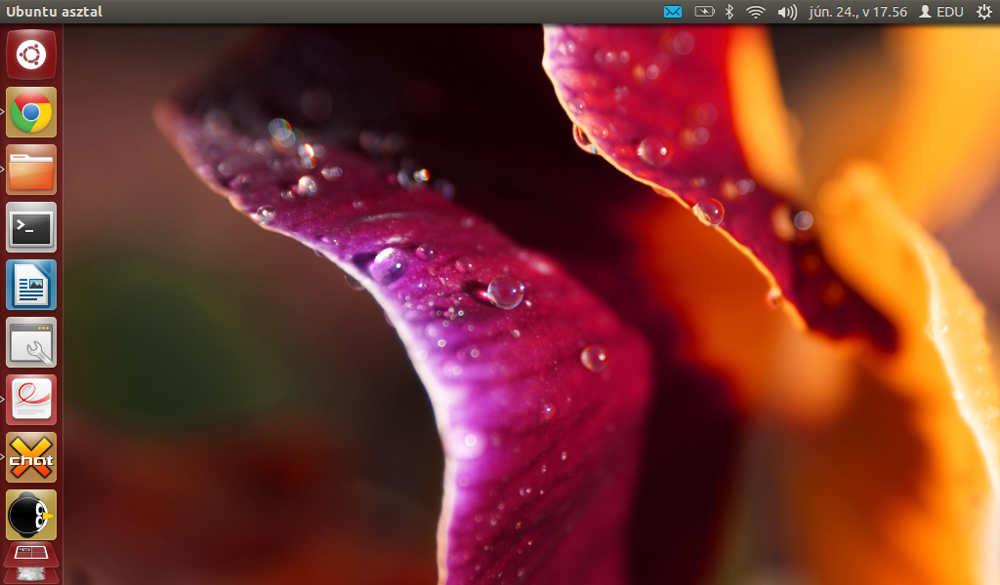 Ubuntu asztal
jún. 24., v 17.56 EDU
>_
chat